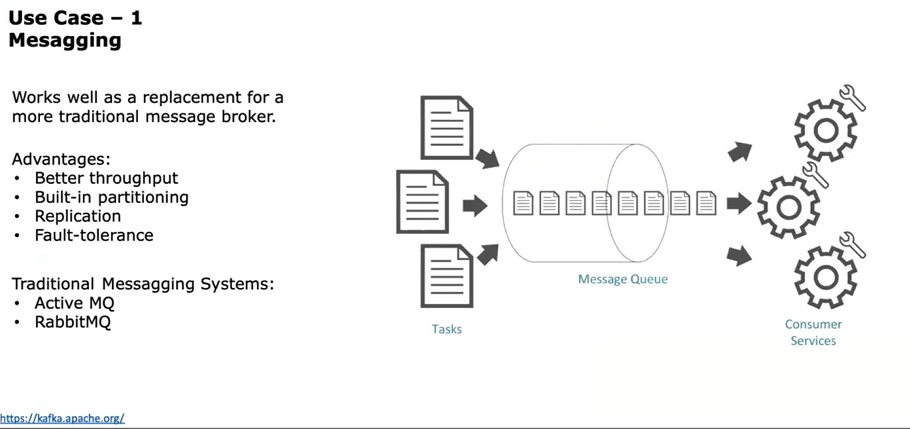 Use Case – 1
Mesagging
Works well as a replacement for a
more traditional message broker.
Advantages:
• Better throughput
• Built-in partitioning
• Replication
• Fault-tolerance
Traditional Messagging Systems:
• Active MQ
• RabbitMQ
Tasks
Message Queue
Consumer
Services
https://kafka.apache.org/